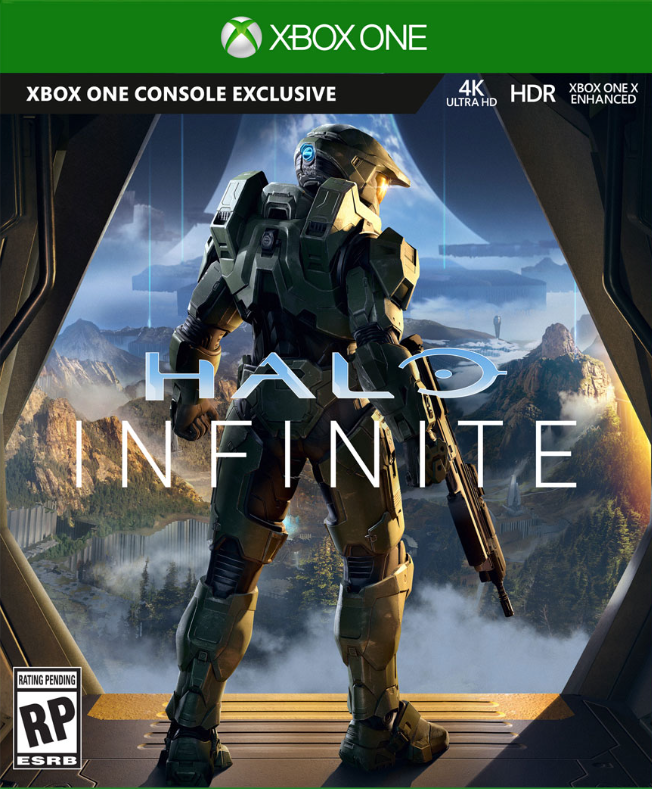 XBOX ONE
XBOX ONE CONSOLE EXCLUSIVE
4K
ULTRA HD
HDR
XBOX ONE X
ENHANCED
HALO
INFINITE
RATING PENDING
RP
ESRB